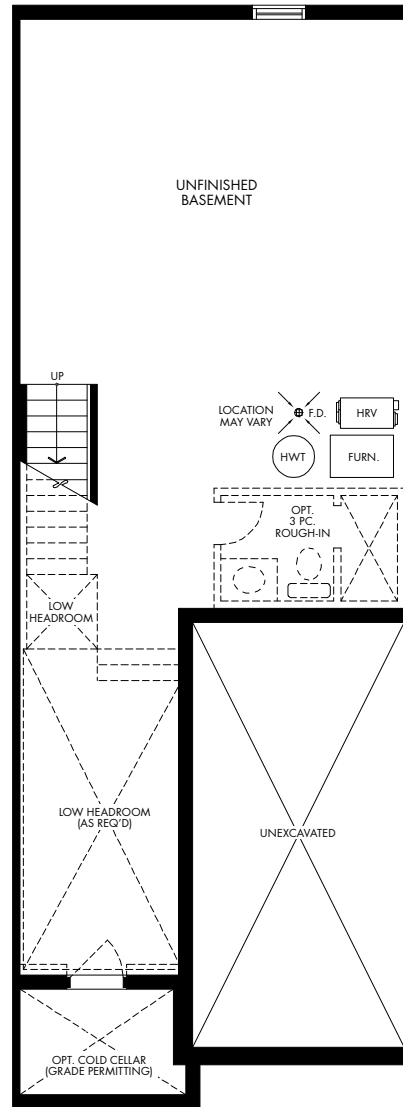 UNFINISHED
BASEMENT
UP
LOCATION
MAY VARY
F.D.
HRV
HWT
FURN.
OPT.
3 PC.
ROUGH-IN
LOW
HEADROOM
LOW HEADROOM
(AS REQ'D)
UNEXCAVATED
OPT. COLD CELLAR
(GRADE PERMITTING)